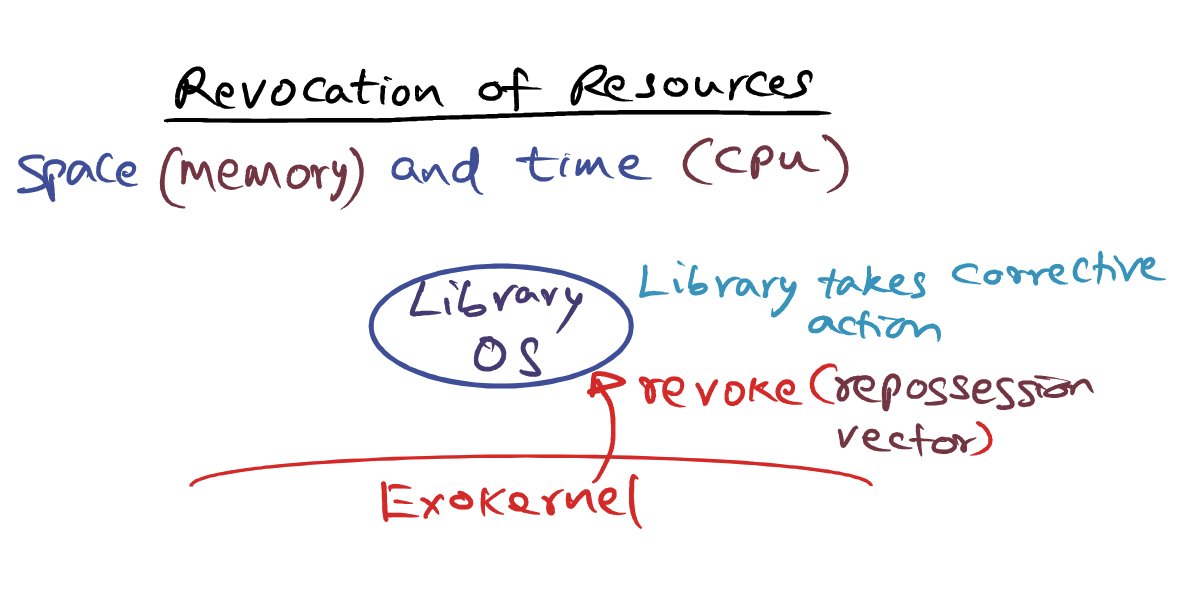 Revocation of Resources
Space (memory) and time (CPU)
Library
OS
Library takes corrective
action
revoke (repossession
vector)
Exokernel